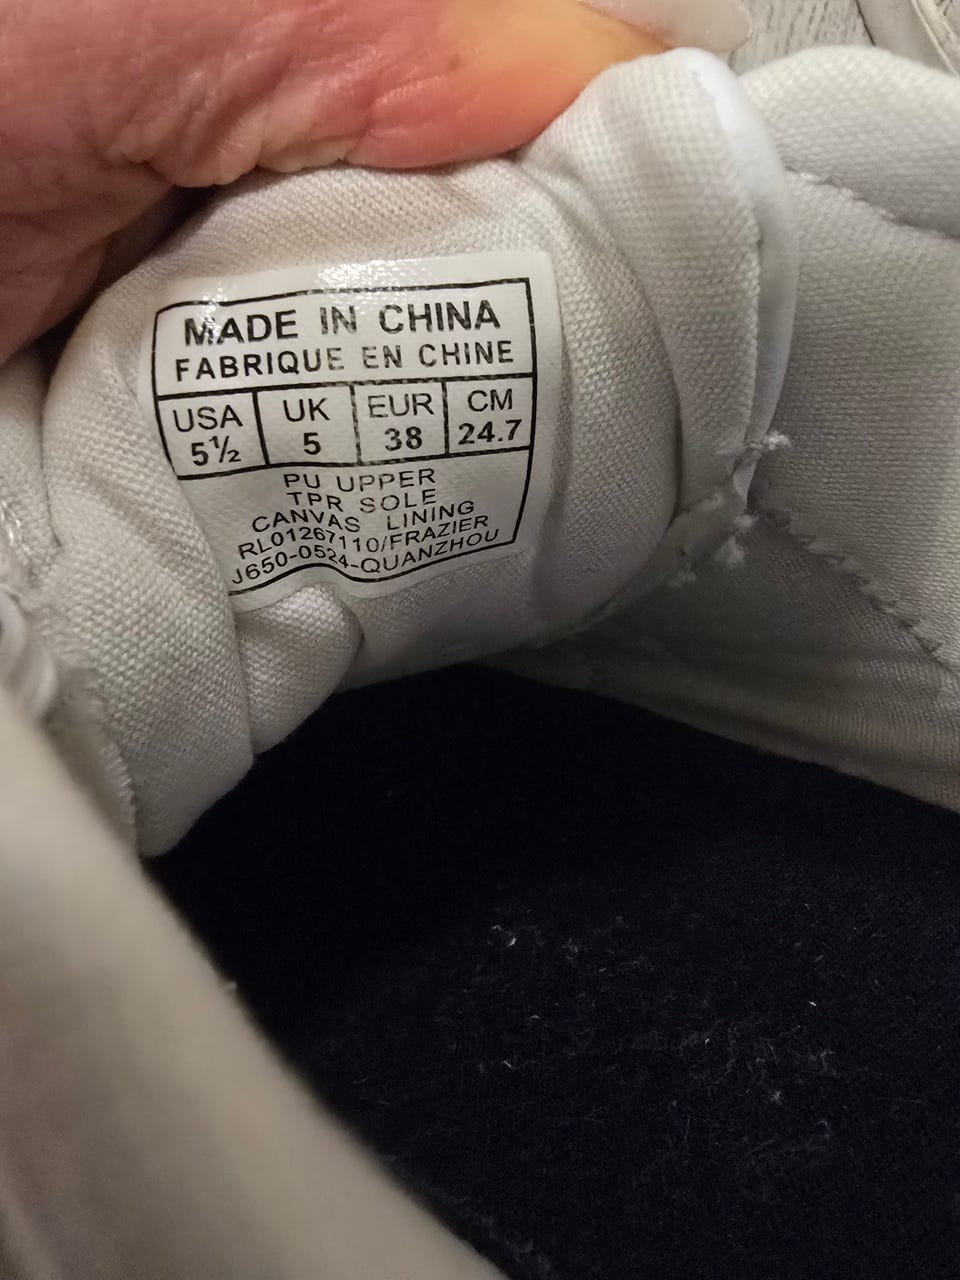 MADE IN CHINA
FABRIQUE EN CHINE
USA UK EUR CM
5½ 5 38 24.7
PU UPPER
TPR SOLE
CANVAS LINING
RL01267110/FRAZIER
J650-0524-QUANZHOU